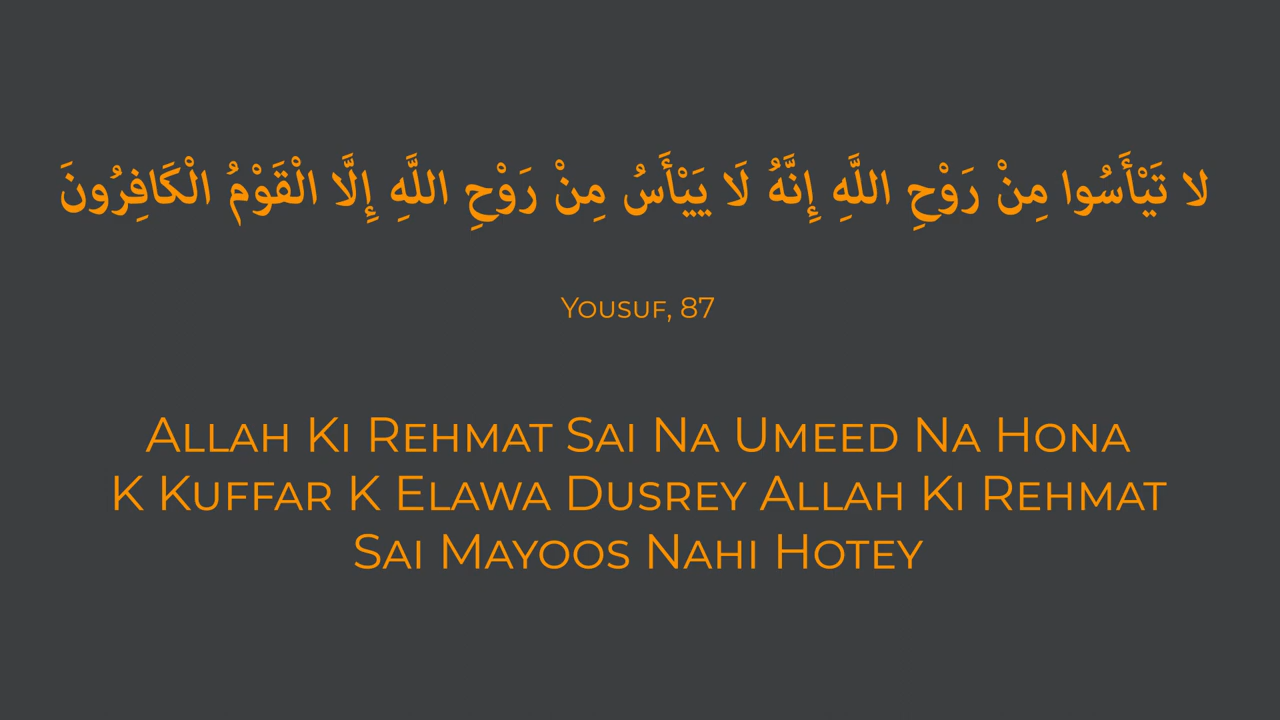 لا تَيْأَسُوا مِنْ رَوْحِ اللَّهِ إِنَّهُ لَا يَيْأَسُ مِنْ رَوْحِ اللَّهِ إِلَّا الْقَوْمُ الْكَافِرُونَ
Yousuf, 87
Allah Ki Rehmat Sai Na Umeed Na Hona
K Kuffar K Elawa Dusrey Allah Ki Rehmat
Sai Mayoos Nahi Hotey